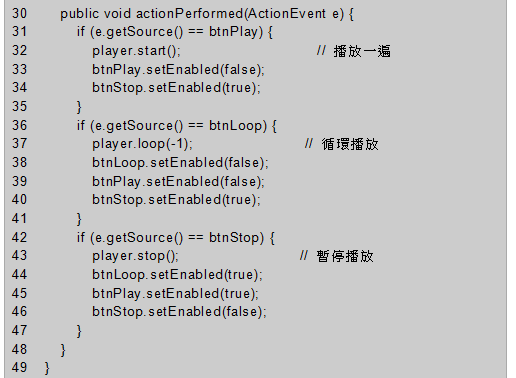 30 public void actionPerformed(ActionEvent e) {
31 if (e.getSource() == btnPlay) {
32 player.start(); // 播放一遍
33 btnPlay.setEnabled(false);
34 btnStop.setEnabled(true);
35 }
36 if (e.getSource() == btnLoop) {
37 player.loop(-1); // 循環播放
38 btnLoop.setEnabled(false);
39 btnPlay.setEnabled(false);
40 btnStop.setEnabled(true);
41 }
42 if (e.getSource() == btnStop) {
43 player.stop(); // 暫停播放
44 btnLoop.setEnabled(true);
45 btnPlay.setEnabled(true);
46 btnStop.setEnabled(false);
47 }
48 }
49 }